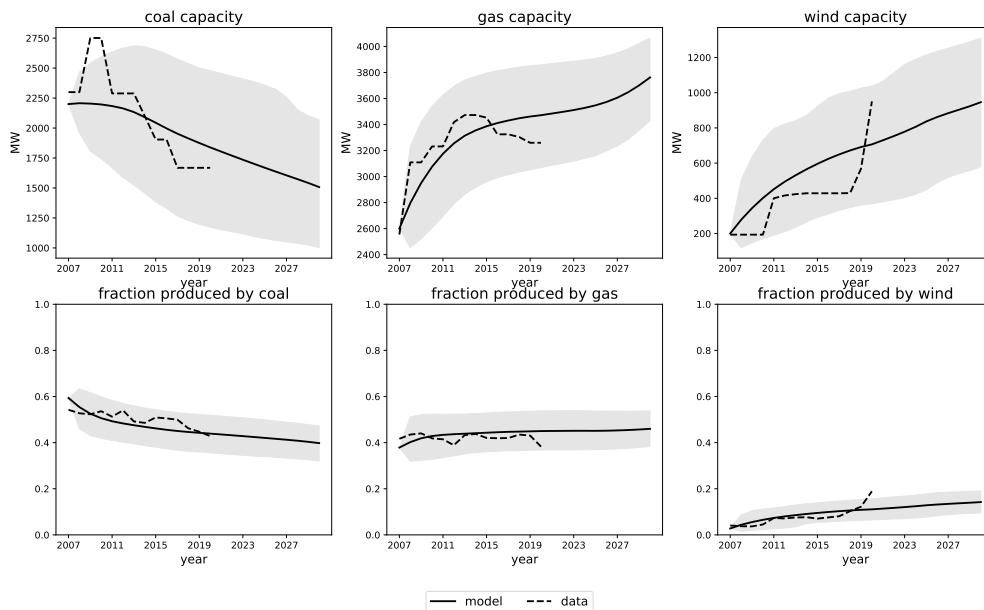 coal capacity
gas capacity
wind capacity
MW
2750
2500
2250
2000
1750
1500
1250
1000
2007 2011 2015 2019 2023 2027
year
MW
4000
3800
3600
3400
3200
3000
2800
2600
2400
2007 2011 2015 2019 2023 2027
year
MW
1200
1000
800
600
400
200
2007 2011 2015 2019 2023 2027
year
fraction produced by coal
fraction produced by gas
fraction produced by wind
1.0
0.8
0.6
0.4
0.2
0.0
2007 2011 2015 2019 2023 2027
year
1.0
0.8
0.6
0.4
0.2
0.0
2007 2011 2015 2019 2023 2027
year
1.0
0.8
0.6
0.4
0.2
0.0
2007 2011 2015 2019 2023 2027
year
model data